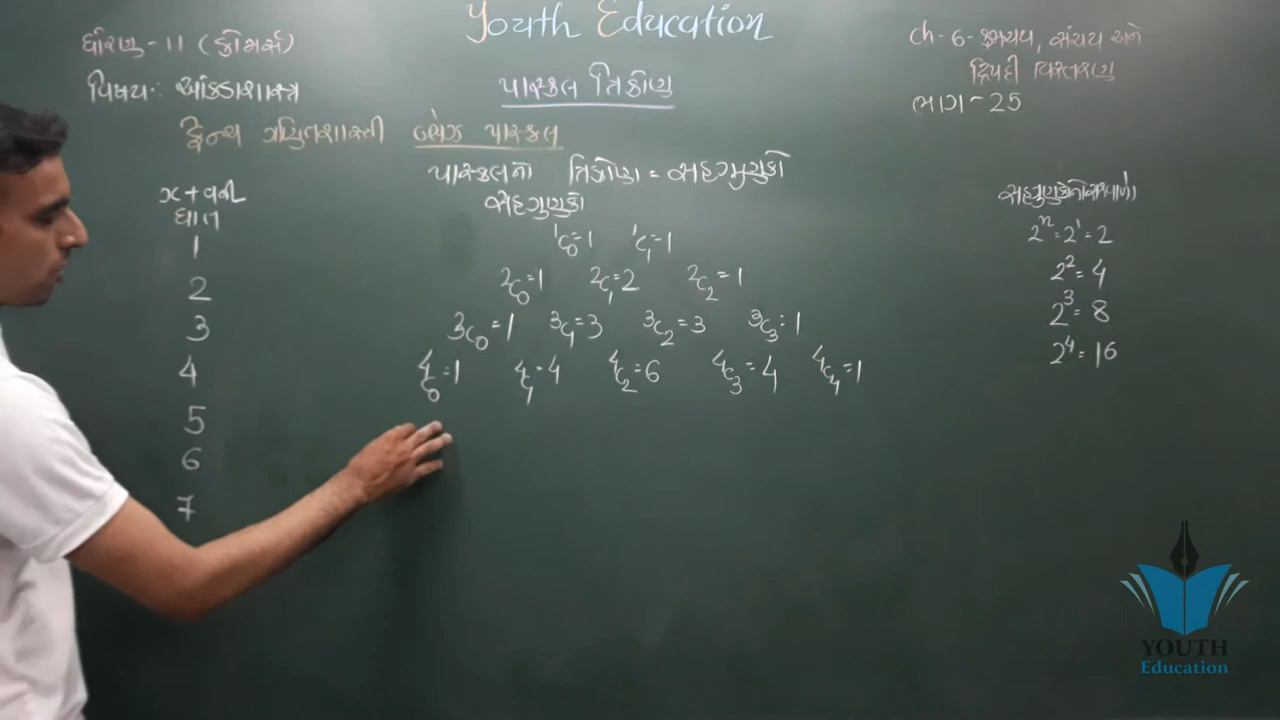 Youth Education
ધોરણ - 11 (કોમર્સ)
વિષય : આંકડાશાસ્ત્ર
પાસ્કલ ત્રિકોણ
Ch - 6 - ક્રમચય, સંચય અને
દ્વિપદી વિસ્તરણ
ભાગ - 25
ફ્રેન્ચ ગણિતશાસ્ત્રી બ્લેઝ પાસ્કલ
પાસ્કલનો ત્રિકોણ = સહગુણકો
x + a ની
ઘાત
સહગુણકો
1 ¹C₀=1 ¹C₁=1 2ⁿ = 2¹ = 2
2 ²C₀=1 ²C₁=2 ²C₂=1 2² = 4
3 ³C₀=1 ³C₁=3 ³C₂=3 ³C₃=1 2³ = 8
4 ⁴C₀=1 ⁴C₁=4 ⁴C₂=6 ⁴C₃=4 ⁴C₄=1 2⁴ = 16
5
6
7
YOUTH
Education